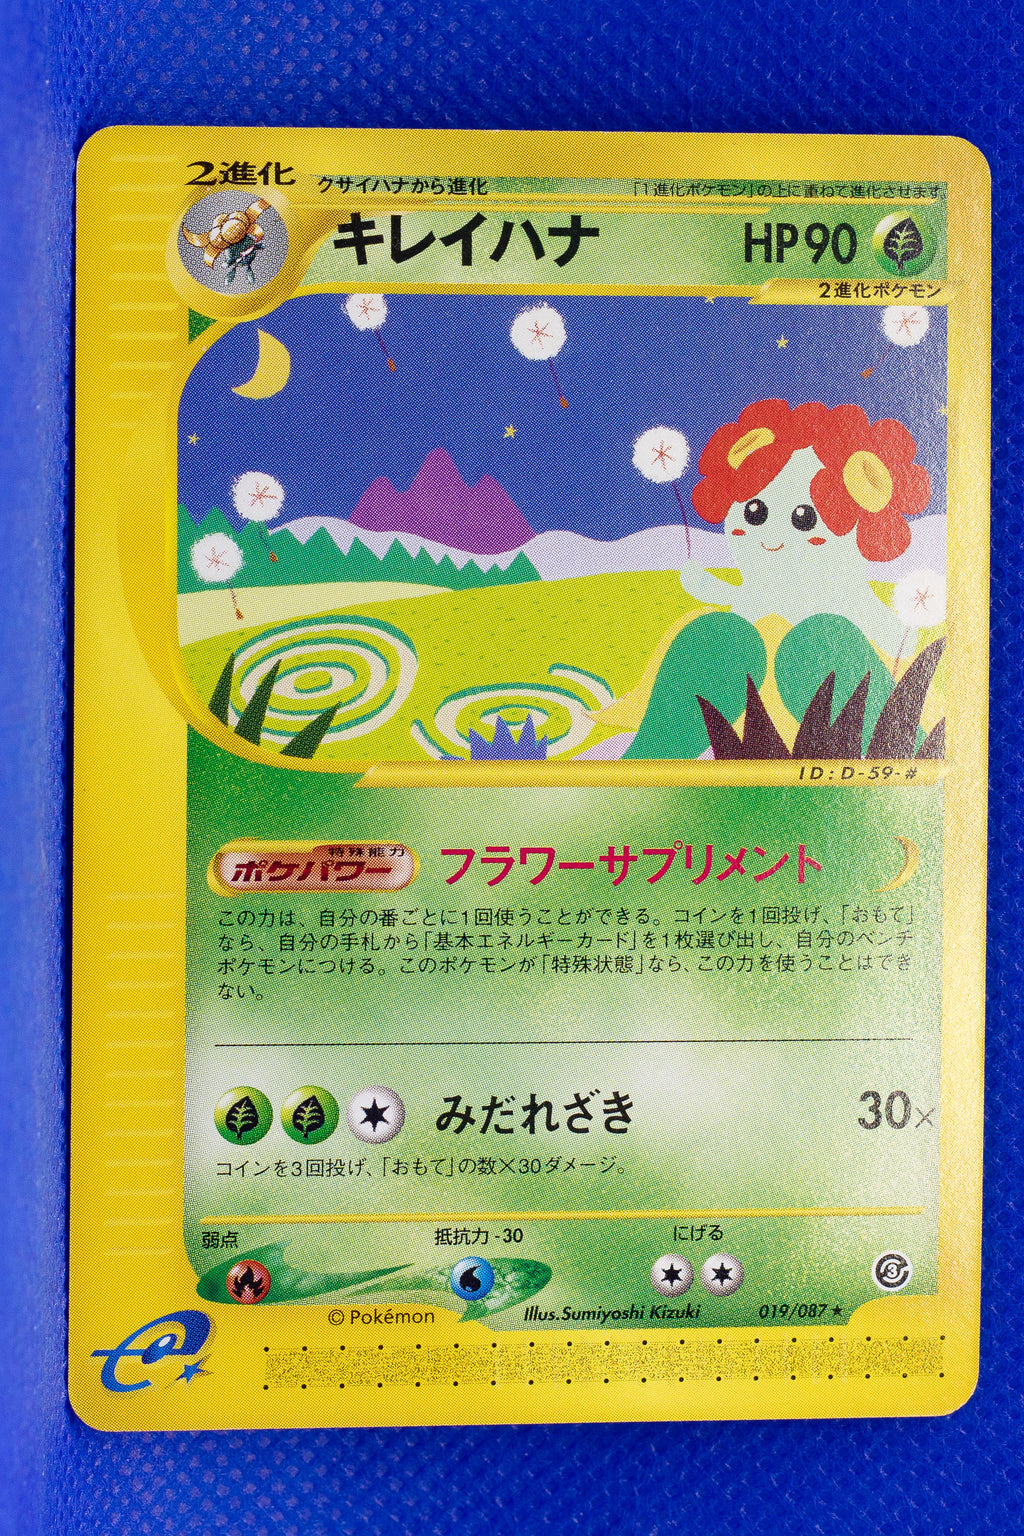 2進化
クサイハナから進化
「1進化ポケモン」の上に重ねて進化させます。
キレイハナ
HP90
2進化ポケモン
ID:D-59-#
特殊能力
ポケパワー
フラワーサプリメント
この力は、自分の番ごとに1回使うことができる。コインを1回投げ、「おもて」
なら、自分の手札から「基本エネルギーカード」を1枚選び出し、自分のベンチ
ポケモンにつける。このポケモンが「特殊状態」なら、この力を使うことはでき
ない。
みだれざき
30×
コインを3回投げ、「おもて」の数×30ダメージ。
弱点
抵抗力-30
にげる
© Pokémon
Illus.Sumiyoshi Kizuki
019/087★
3
e